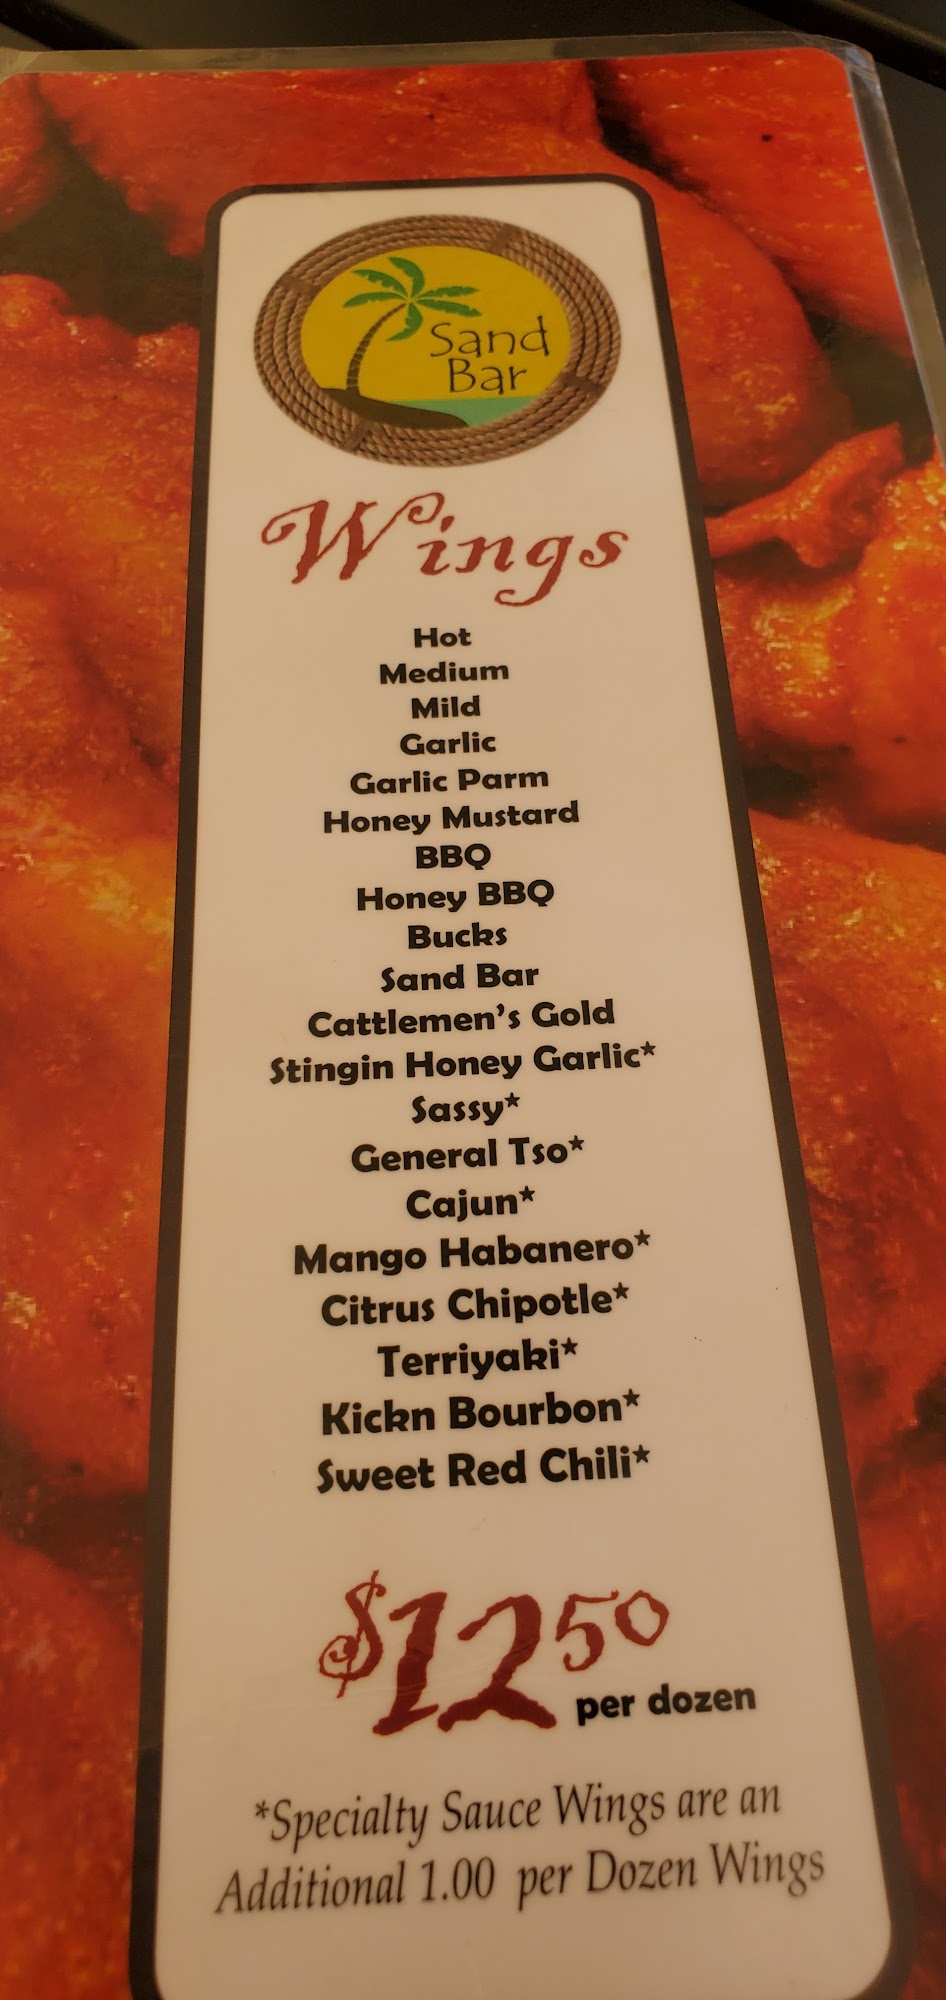 Sand
Bar
Wings
Hot
Medium
Mild
Garlic
Garlic Parm
Honey Mustard
BBQ
Honey BBQ
Bucks
Sand Bar
Cattlemen's Gold
Stingin Honey Garlic*
Sassy*
General Tso*
Cajun*
Mango Habanero*
Citrus Chipotle*
Terriyaki*
Kickn Bourbon*
Sweet Red Chili*
$1250
per dozen
*Specialty Sauce Wings are an
Additional 1.00 per Dozen Wings